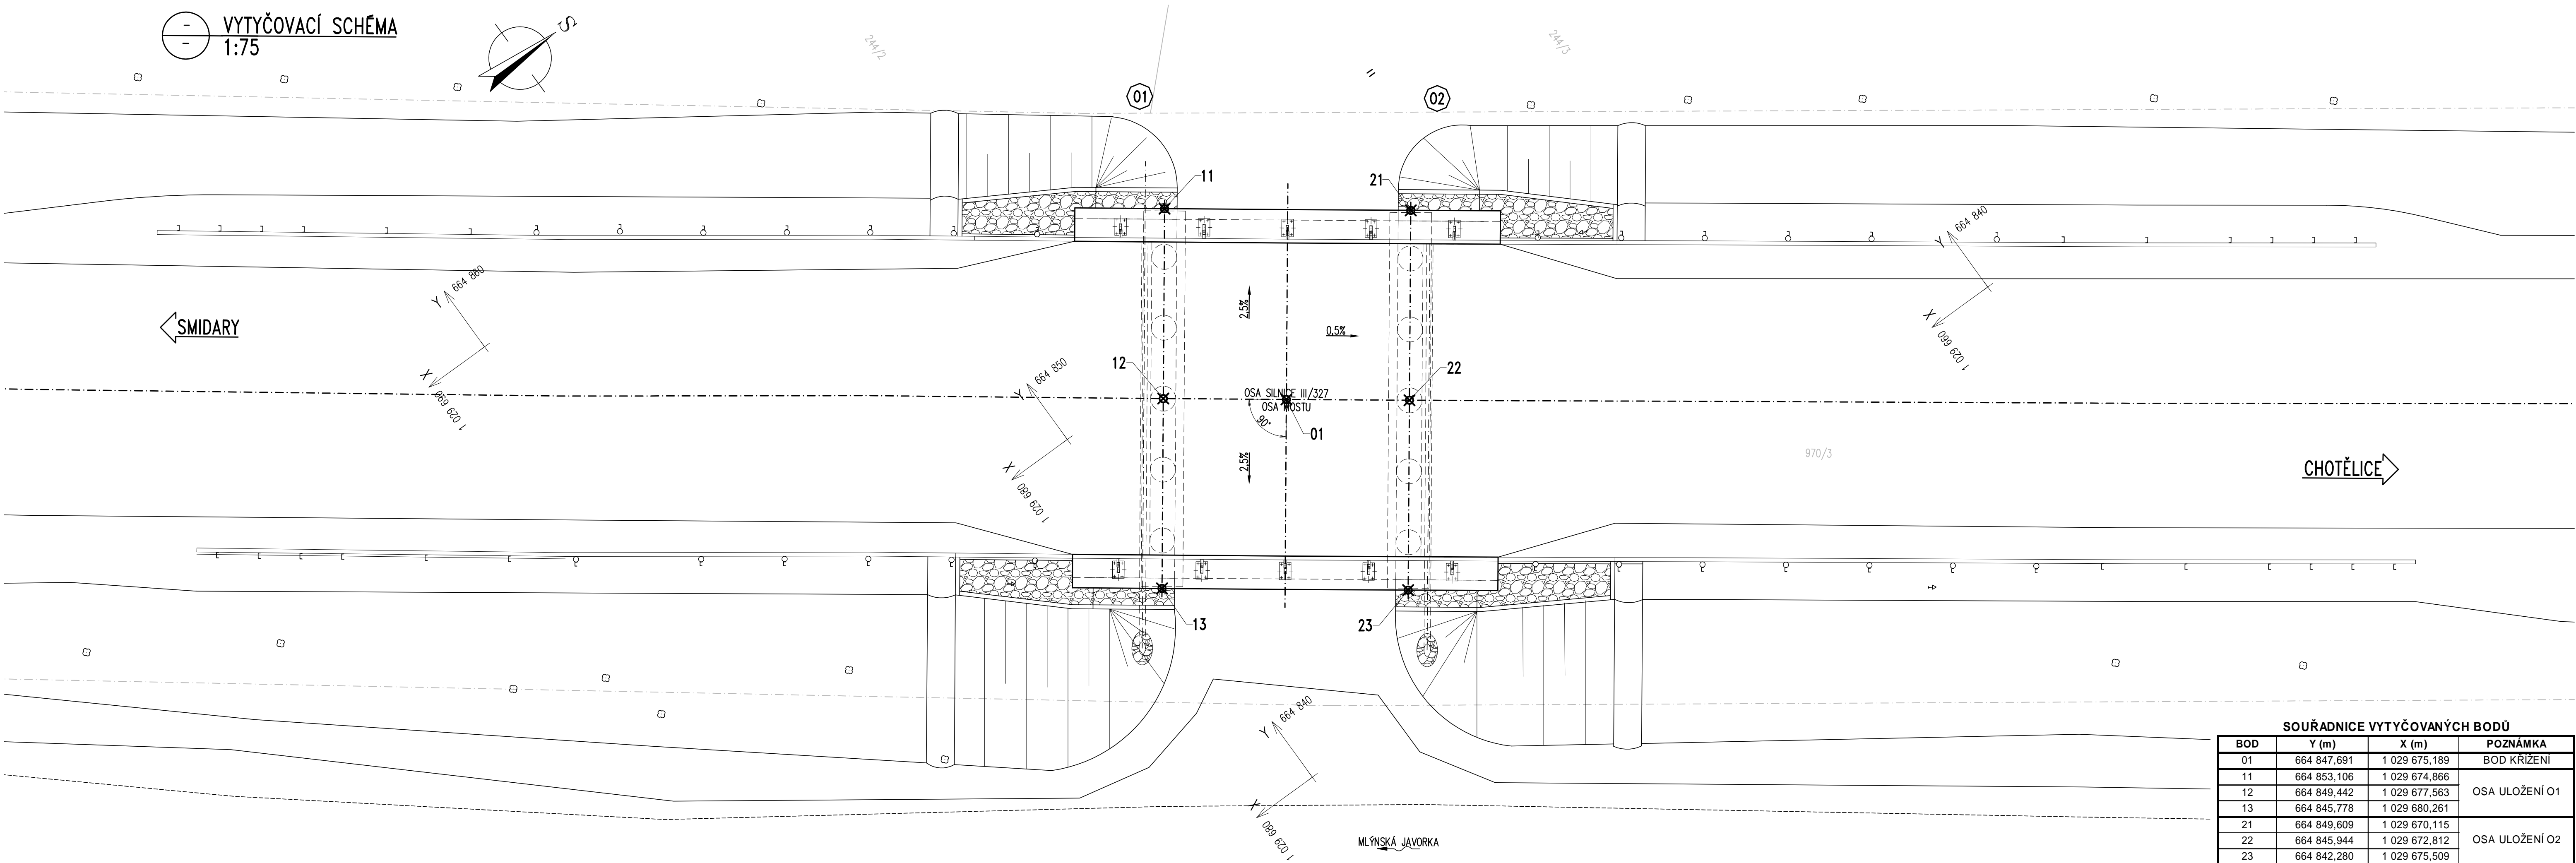 VYTYČOVACÍ SCHÉMA
1:75
-
-
S
244/2
244/3
01
02
11
21
Y 664 860
X 1 029 690
Y 664 840
X 1 029 660
SMIDARY
2,5%
0,5%
12
22
Y 664 850
X 1 029 680
OSA SILNICE III/327
OSA MOSTU
90°
01
2,5%
970/3
CHOTĚLICE
13
23
Y 664 840
X 1 029 680
MLÝNSKÁ JAVORKA
SOUŘADNICE VYTYČOVANÝCH BODŮ
BOD Y (m) X (m) POZNÁMKA
01 664 847,691 1 029 675,189 BOD KŘÍŽENÍ
11 664 853,106 1 029 674,866
12 664 849,442 1 029 677,563 OSA ULOŽENÍ O1
13 664 845,778 1 029 680,261
21 664 849,609 1 029 670,115
22 664 845,944 1 029 672,812 OSA ULOŽENÍ O2
23 664 842,280 1 029 675,509